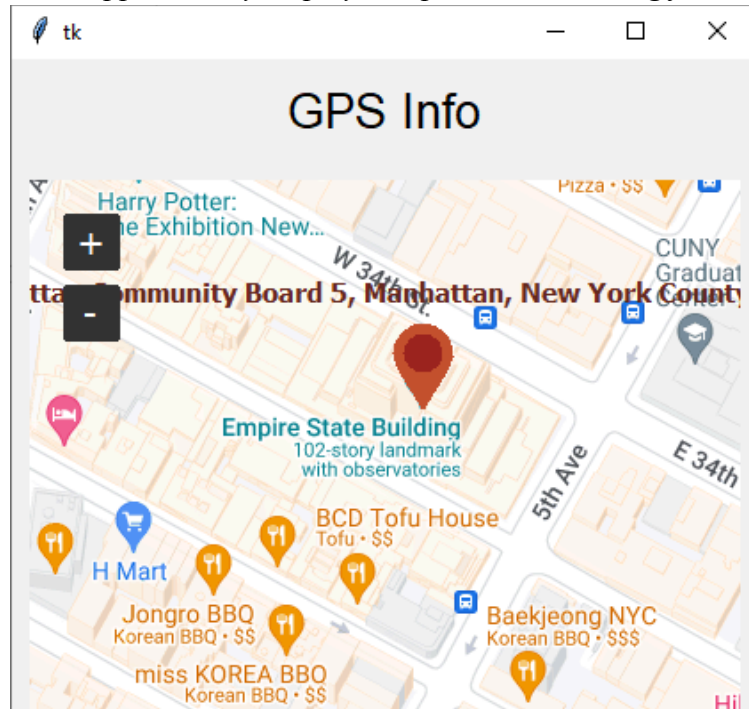 tk
GPS Info
Pizza • $$
Harry Potter:
he Exhibition New...
+
W 34th St.
CUNY
Graduat
Center
Community Board 5, Manhattan, New York County
-
Empire State Building
102-story landmark
with observatories
5th Ave
E 34th
BCD Tofu House
Tofu • $$
H Mart
Jongro BBQ
Korean BBQ • $$
Baekjeong NYC
Korean BBQ • $$$
miss KOREA BBQ
Korean BBQ • $$